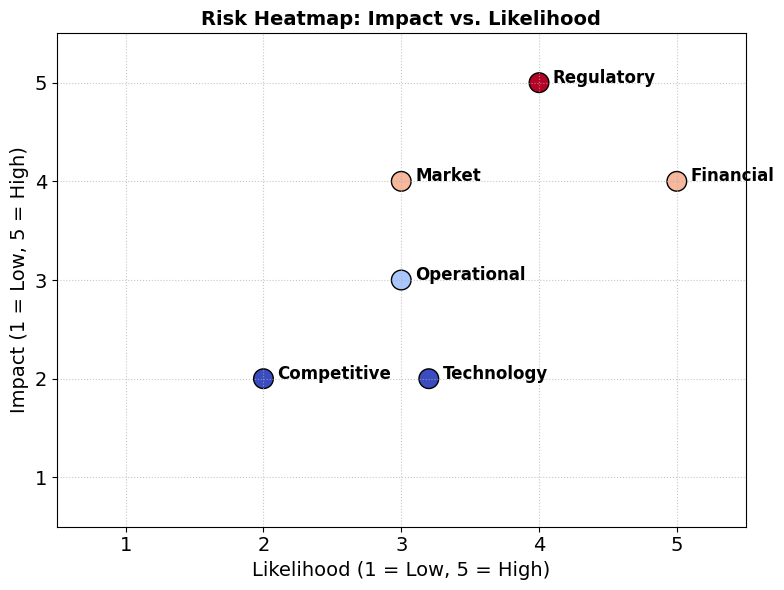 Risk Heatmap: Impact vs. Likelihood
Impact (1 = Low, 5 = High)
5
4
3
2
1
Regulatory
Market
Financial
Operational
Competitive
Technology
1 2 3 4 5
Likelihood (1 = Low, 5 = High)